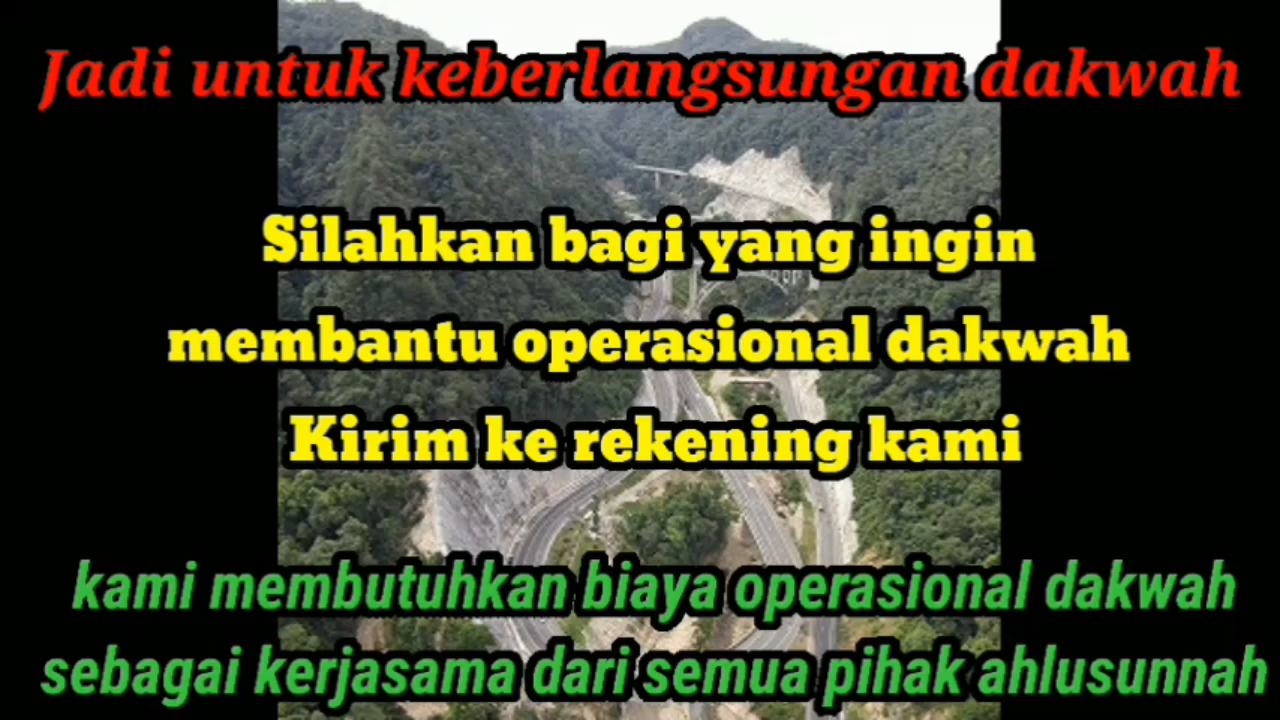 Jadi untuk keberlangsungan dakwah
Silahkan bagi yang ingin
membantu operasional dakwah
Kirim ke rekening kami
kami membutuhkan biaya operasional dakwah
sebagai kerjasama dari semua pihak ahlusunnah